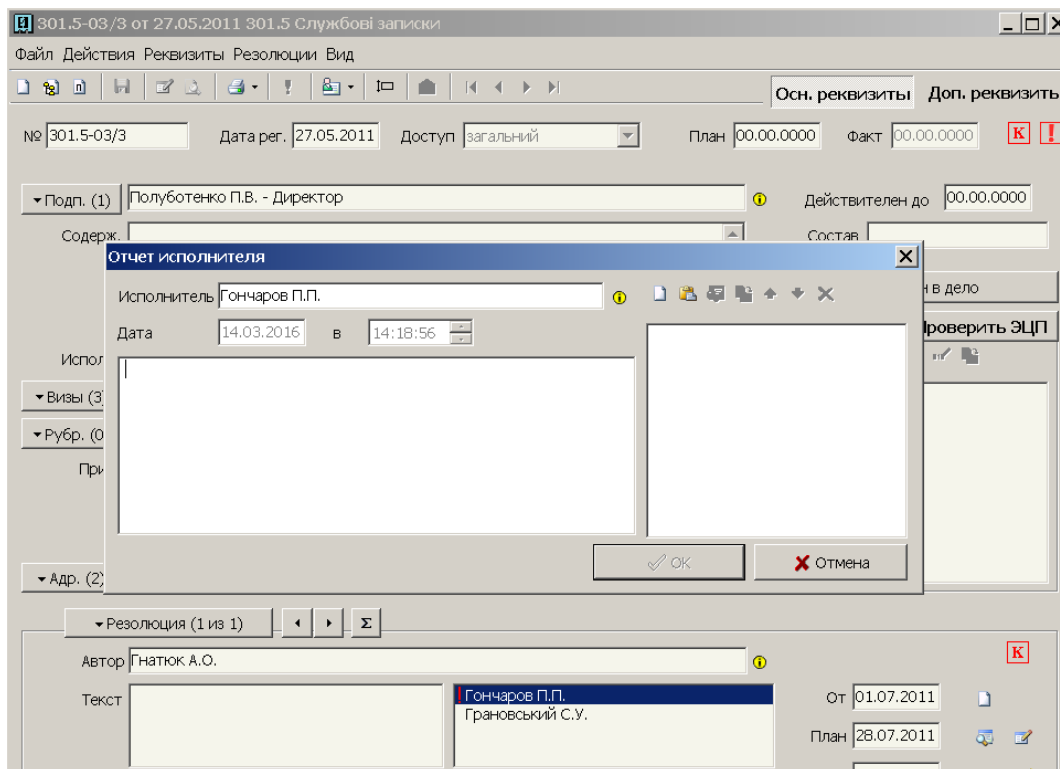 301.5-03/3 от 27.05.2011 301.5 Службові записки
Файл Действия Реквизиты Резолюции Вид
Осн. реквизиты Доп. реквизить
№ 301.5-03/3 Дата рег. 27.05.2011 Доступ загальний План 00.00.0000 Факт 00.00.0000 K !
Подп. (1) Полуботенко П.В. - Директор Действителен до 00.00.0000
Содерж. Состав
Отчет исполнителя
Исполнитель Гончаров П.П.
н в дело
Дата 14.03.2016 в 14:18:56
Проверить ЭЦП
Испол
Визы (3)
Рубр. (0
При
OK Отмена
Адр. (2)
Резолюция (1 из 1) Σ
Автор Гнатюк А.О. K
Текст ! Гончаров П.П. От 01.07.2011
Грановський С.У.
План 28.07.2011